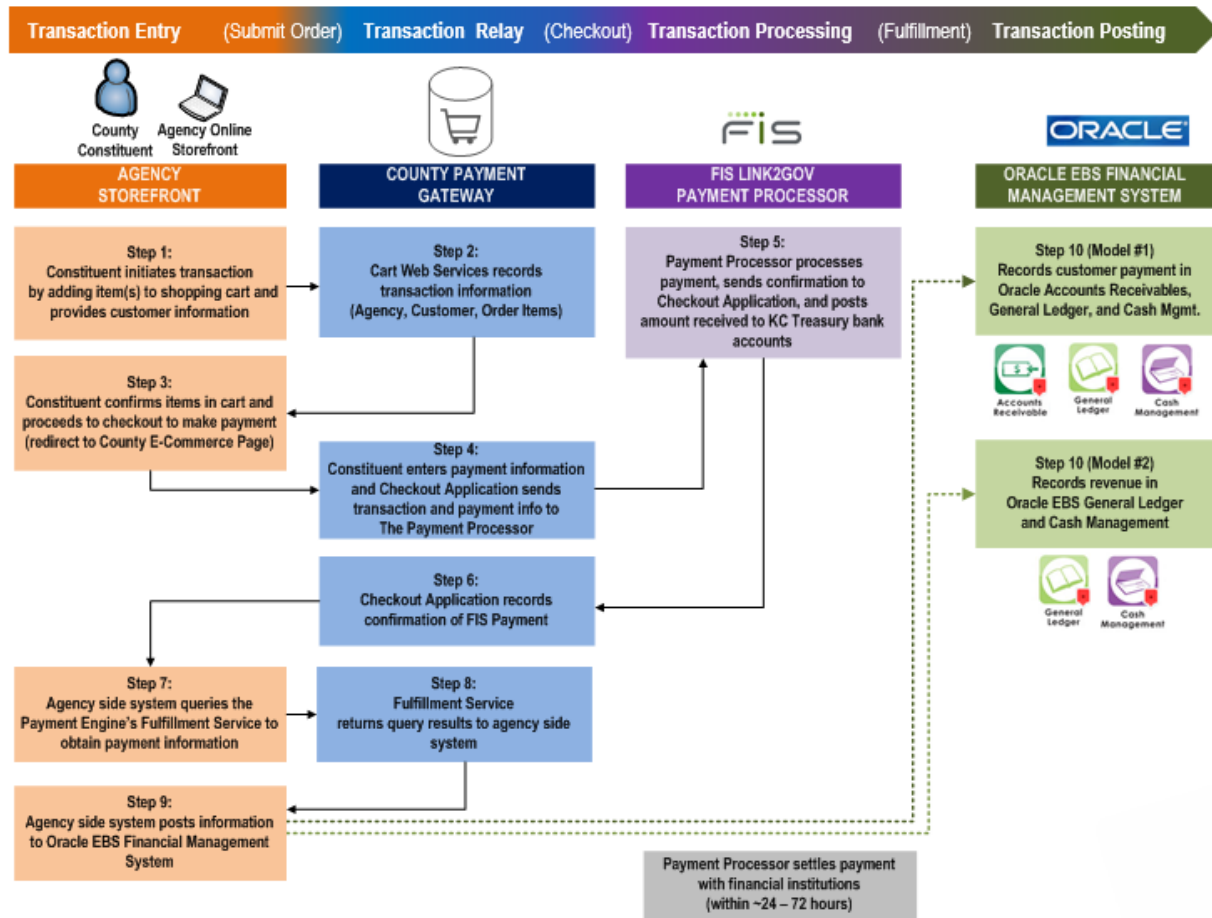 Transaction Entry (Submit Order) Transaction Relay (Checkout) Transaction Processing (Fulfillment) Transaction Posting
County
Constituent
Agency Online
Storefront
FIS
ORACLE
AGENCY
STOREFRONT
COUNTY PAYMENT
GATEWAY
FIS LINK2GOV
PAYMENT PROCESSOR
ORACLE EBS FINANCIAL
MANAGEMENT SYSTEM
Step 1:
Constituent initiates transaction
by adding item(s) to shopping cart and
provides customer information
Step 2:
Cart Web Services records
transaction information
(Agency, Customer, Order Items)
Step 5:
Payment Processor processes
payment, sends confirmation to
Checkout Application, and posts
amount received to KC Treasury bank
accounts
Step 10 (Model #1)
Records customer payment in
Oracle Accounts Receivables,
General Ledger, and Cash Mgmt.
Accounts
Receivable
General
Ledger
Cash
Management
Step 3:
Constituent confirms items in cart and
proceeds to checkout to make payment
(redirect to County E-Commerce Page)
Step 4:
Constituent enters payment information
and Checkout Application sends
transaction and payment info to
The Payment Processor
Step 10 (Model #2)
Records revenue in
Oracle EBS General Ledger
and Cash Management
General
Ledger
Cash
Management
Step 6:
Checkout Application records
confirmation of FIS Payment
Step 7:
Agency side system queries the
Payment Engine's Fulfillment Service to
obtain payment information
Step 8:
Fulfillment Service
returns query results to agency side
system
Step 9:
Agency side system posts information
to Oracle EBS Financial Management
System
Payment Processor settles payment
with financial institutions
(within ~24 – 72 hours)